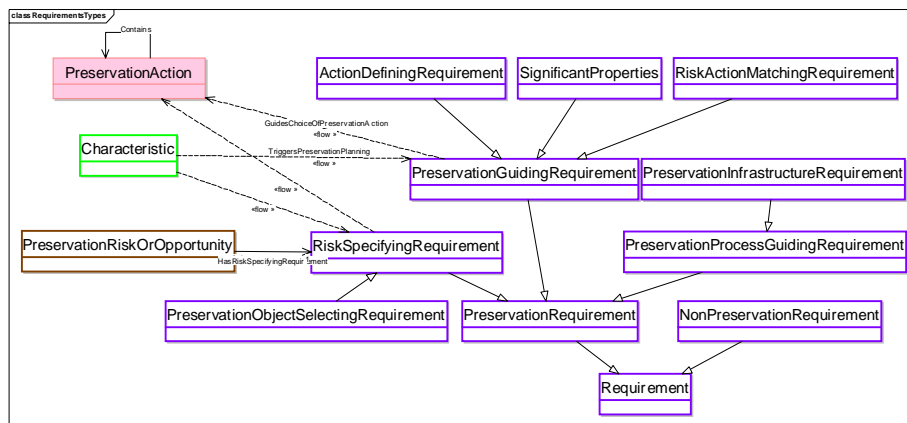 class RequirementsTypes
Contains
PreservationAction
ActionDefiningRequirement
SignificantProperties
RiskActionMatchingRequirement
GuidesChoiceOfPreservationAction
«flow »
Characteristic
TriggersPreservationPlanning
«flow »
PreservationGuidingRequirement
PreservationInfrastructureRequirement
«flow »
«flow »
PreservationRiskOrOpportunity
HasRiskSpecifyingRequirement
RiskSpecifyingRequirement
PreservationProcessGuidingRequirement
PreservationObjectSelectingRequirement
PreservationRequirement
NonPreservationRequirement
Requirement